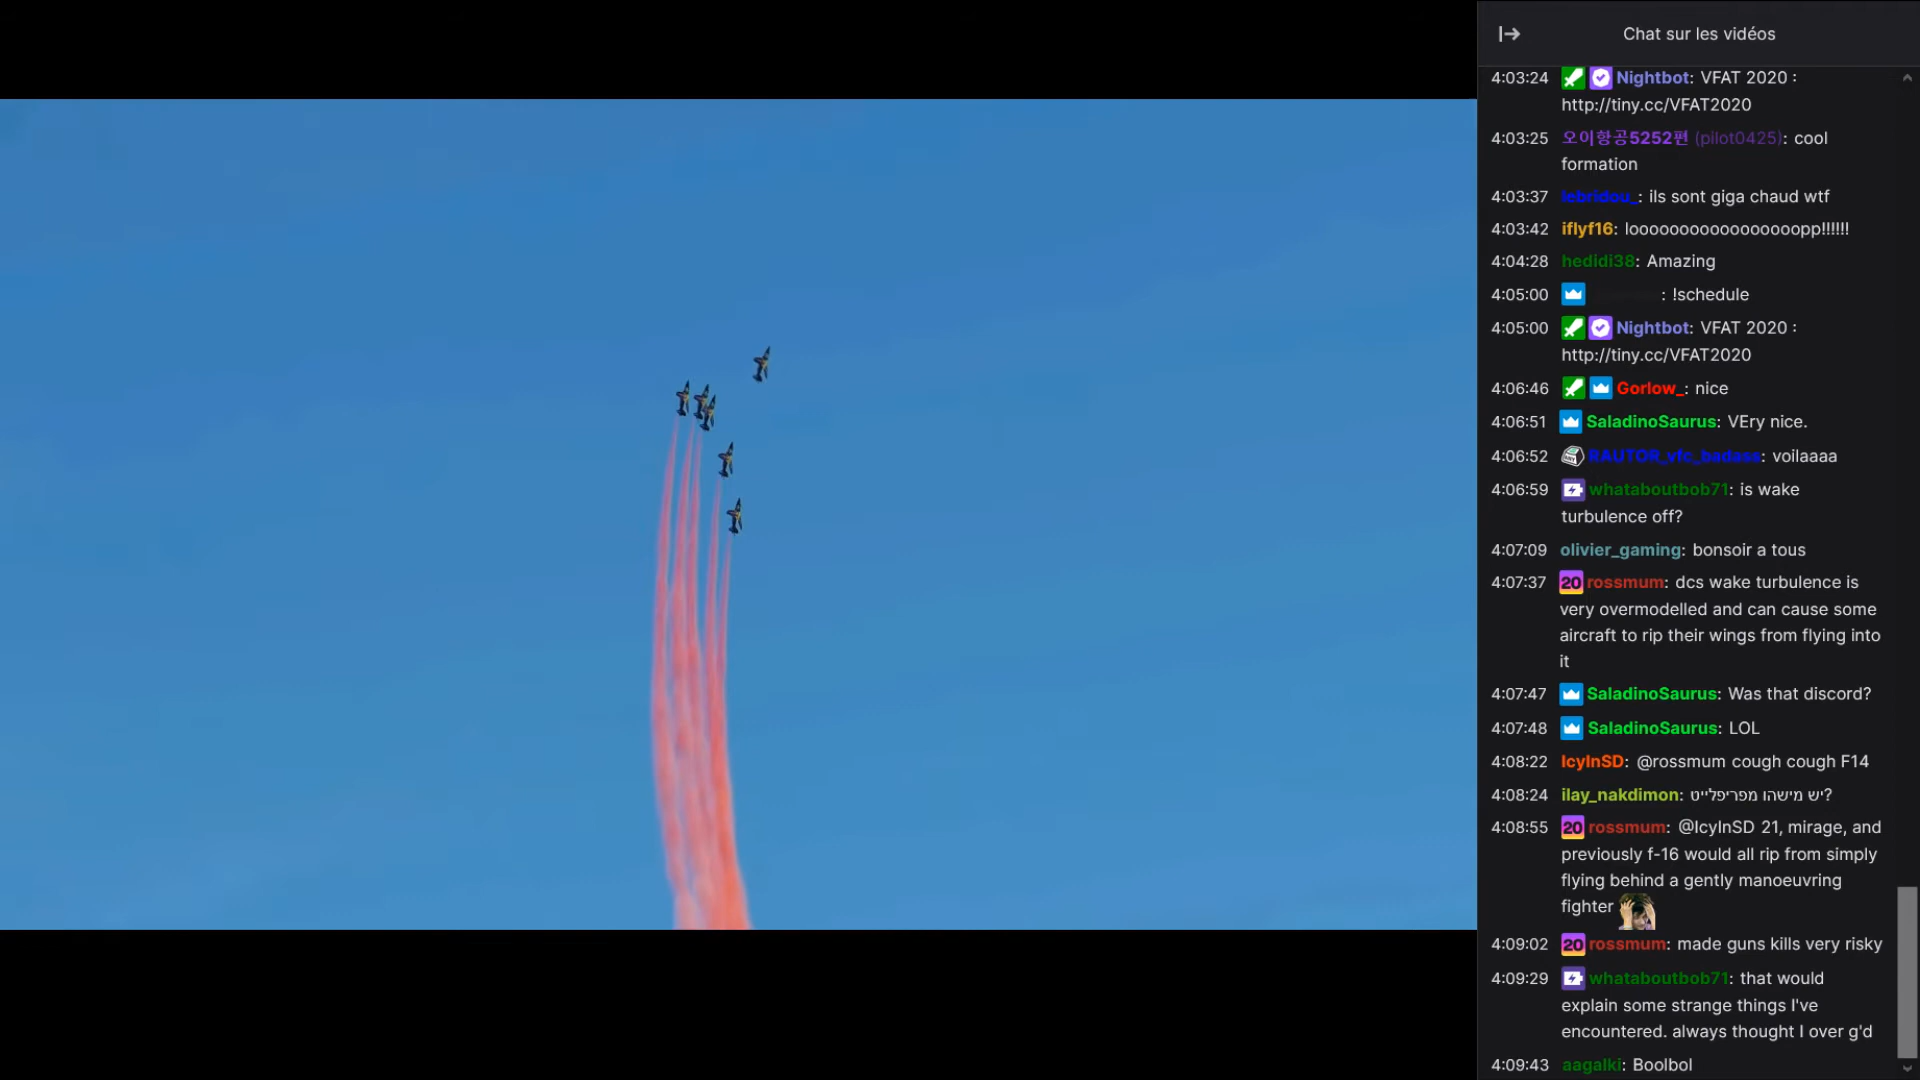 Chat sur les vidéos
4:03:24 Nightbot: VFAT 2020 :
http://tiny.cc/VFAT2020
4:03:25 오이항공5252편 (pilot0425): cool
formation
4:03:37 lebridou_: ils sont giga chaud wtf
4:03:42 iflyf16: looooooooooooooooopp!!!!!!
4:04:28 hedidi38: Amazing
4:05:00 : !schedule
4:05:00 Nightbot: VFAT 2020 :
http://tiny.cc/VFAT2020
4:06:46 Gorlow_: nice
4:06:51 SaladinoSaurus: VEry nice.
4:06:52 RAUTOR_vfc_badass: voilaaaa
4:06:59 whataboutbob71: is wake
turbulence off?
4:07:09 olivier_gaming: bonsoir a tous
4:07:37 20 rossmum: dcs wake turbulence is
very overmodelled and can cause some
aircraft to rip their wings from flying into
it
4:07:47 SaladinoSaurus: Was that discord?
4:07:48 SaladinoSaurus: LOL
4:08:22 IcyInSD: @rossmum cough cough F14
4:08:24 ilay_nakdimon: יש מישהו מפריפלייט?
4:08:55 20 rossmum: @IcyInSD 21, mirage, and
previously f-16 would all rip from simply
flying behind a gently manoeuvring
fighter
4:09:02 20 rossmum: made guns kills very risky
4:09:29 whataboutbob71: that would
explain some strange things I've
encountered. always thought I over g'd
4:09:43 aagalki: Boolbol